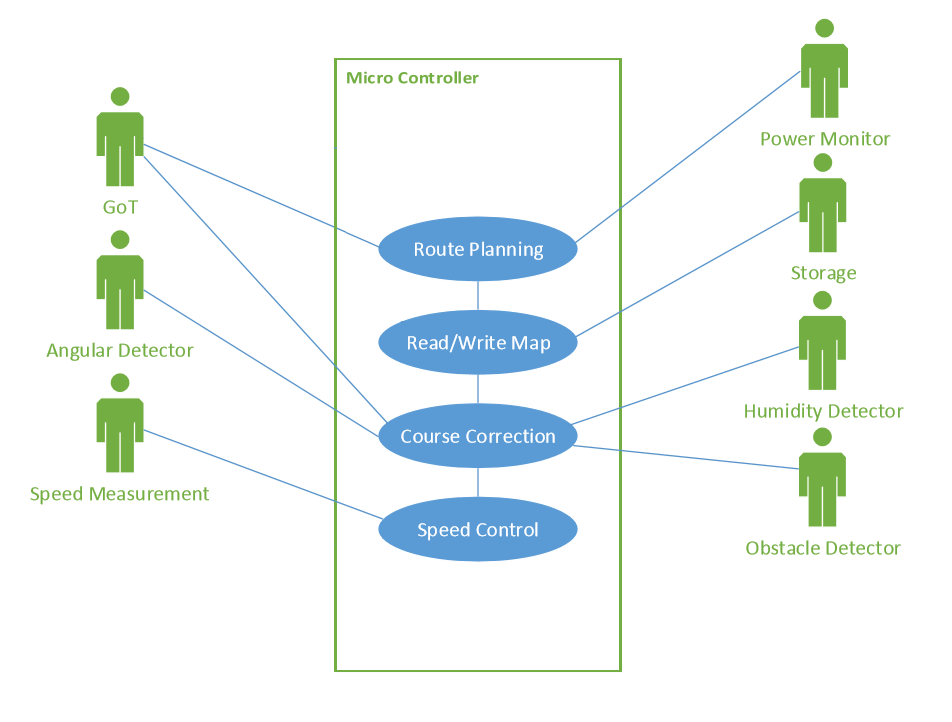 Micro Controller
GoT
Angular Detector
Speed Measurement
Route Planning
Read/Write Map
Course Correction
Speed Control
Power Monitor
Storage
Humidity Detector
Obstacle Detector